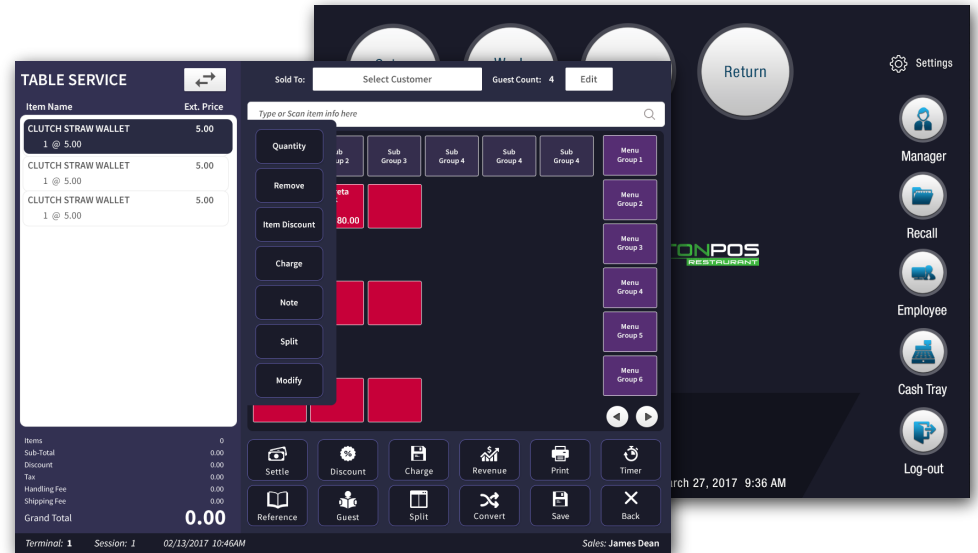 Return
Settings
Manager
Recall
ONPOS
RESTAURANT
Employee
Cash Tray
Log-out
27, 2017 9:36 AM
TABLE SERVICE
Sold To:
Select Customer
Guest Count: 4
Edit
Item Name Ext. Price
Type or Scan item info here
CLUTCH STRAW WALLET 5.00
1 @ 5.00
CLUTCH STRAW WALLET 5.00
1 @ 5.00
CLUTCH STRAW WALLET 5.00
1 @ 5.00
Quantity
Remove
Item Discount
Charge
Note
Split
Modify
Sub
Group 3
Sub
Group 4
Sub
Group 4
Sub
Group 4
80.00
Menu
Group 1
Menu
Group 2
Menu
Group 3
Menu
Group 4
Menu
Group 5
Menu
Group 6
Items 0
Sub-Total 0.00
Discount 0.00
Tax 0.00
Handling Fee 0.00
Shipping Fee 0.00
Grand Total 0.00
Settle
%
Discount
Charge
Revenue
Print
Timer
Reference
Guest
Split
Convert
Save
Back
Terminal: 1 Session: 1 02/13/2017 10:46AM
Sales: James Dean